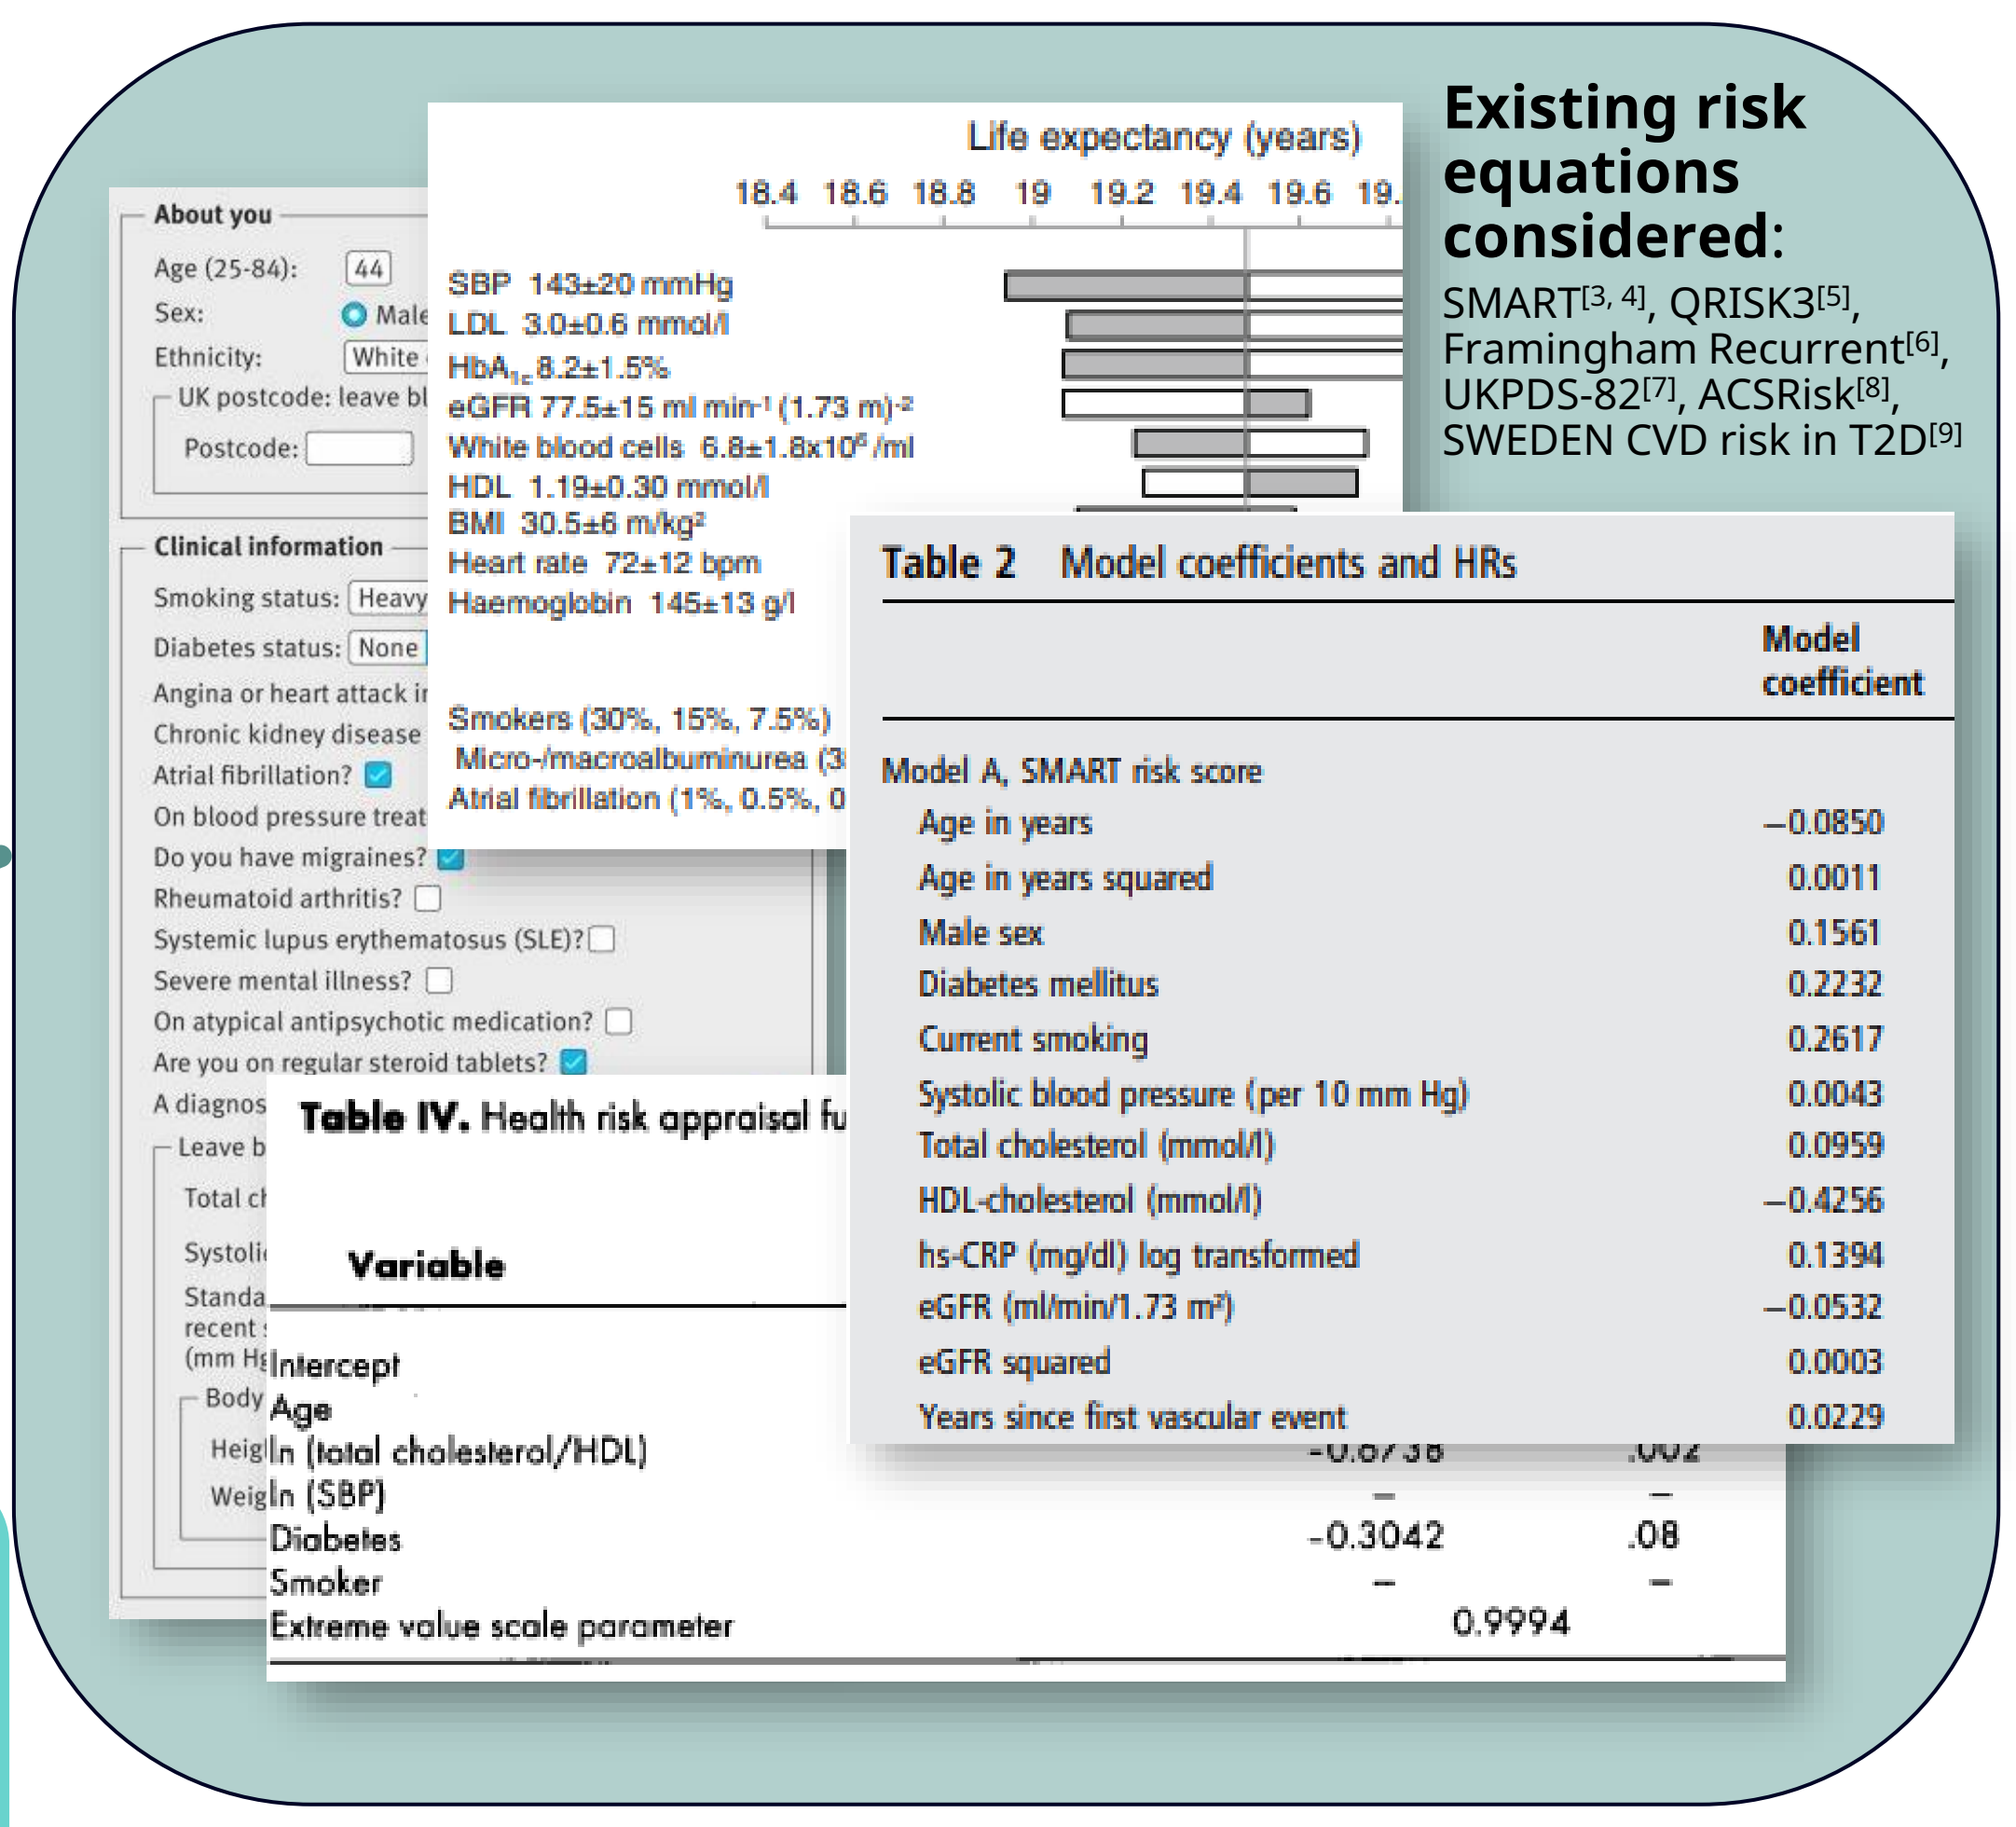 Existing risk
equations
considered:
SMART[3, 4], QRISK3[5],
Framingham Recurrent[6],
UKPDS-82[7], ACSRisk[8],
SWEDEN CVD risk in T2D[9]
Life expectancy (years)
18.4 18.6 18.8 19 19.2 19.4 19.6 19.
SBP 143±20 mmHg
LDL 3.0±0.6 mmol/l
HbA1c 8.2±1.5%
eGFR 77.5±15 ml min-1 (1.73 m)-2
White blood cells 6.8±1.8x10⁶ /ml
HDL 1.19±0.30 mmol/l
BMI 30.5±6 m/kg²
Heart rate 72±12 bpm
Haemoglobin 145±13 g/l
Smokers (30%, 15%, 7.5%)
Micro-/macroalbuminurea (3
Atrial fibrillation (1%, 0.5%, 0
About you
Age (25-84): 44
Sex: Male
Ethnicity: White
UK postcode: leave bl
Postcode:
Clinical information
Smoking status: Heavy
Diabetes status: None
Angina or heart attack in
Chronic kidney disease
Atrial fibrillation?
On blood pressure treat
Do you have migraines?
Rheumatoid arthritis?
Systemic lupus erythematosus (SLE)?
Severe mental illness?
On atypical antipsychotic medication?
Are you on regular steroid tablets?
A diagnos
Leave b
Total ch
Systolic
Standa
recent s
(mm Hg
Body
Heig
Weig
Table 2 Model coefficients and HRs
Model
coefficient
Model A, SMART risk score
Age in years −0.0850
Age in years squared 0.0011
Male sex 0.1561
Diabetes mellitus 0.2232
Current smoking 0.2617
Systolic blood pressure (per 10 mm Hg) 0.0043
Total cholesterol (mmol/l) 0.0959
HDL-cholesterol (mmol/l) −0.4256
hs-CRP (mg/dl) log transformed 0.1394
eGFR (ml/min/1.73 m²) −0.0532
eGFR squared 0.0003
Years since first vascular event 0.0229
Table IV. Health risk appraisal fu
Variable
Intercept
Age
ln (total cholesterol/HDL) -0.6738 .002
ln (SBP) – –
Diabetes -0.3042 .08
Smoker – –
Extreme value scale parameter 0.9994